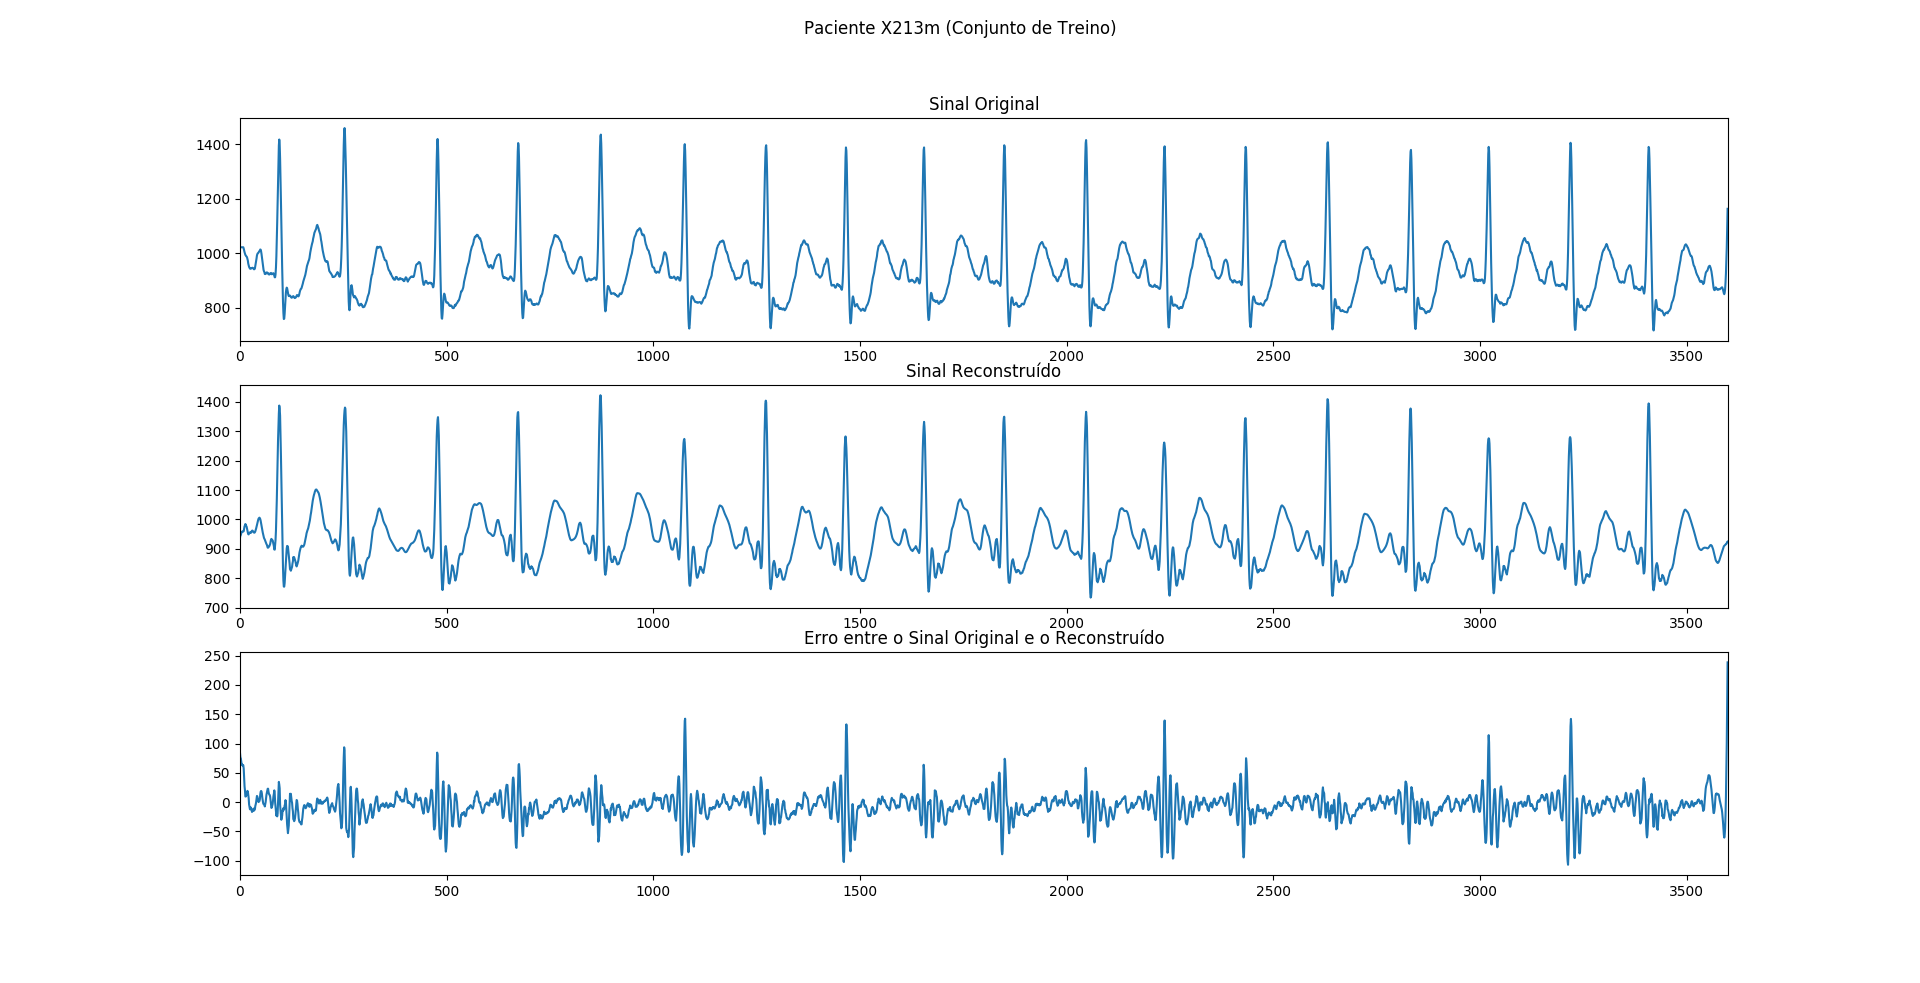 Paciente X213m (Conjunto de Treino)
Sinal Original
1400
1200
1000
800
0 500 1000 1500 2000 2500 3000 3500
Sinal Reconstruído
1400
1300
1200
1100
1000
900
800
700
0 500 1000 1500 2000 2500 3000 3500
Erro entre o Sinal Original e o Reconstruído
250
200
150
100
50
0
−50
−100
0 500 1000 1500 2000 2500 3000 3500